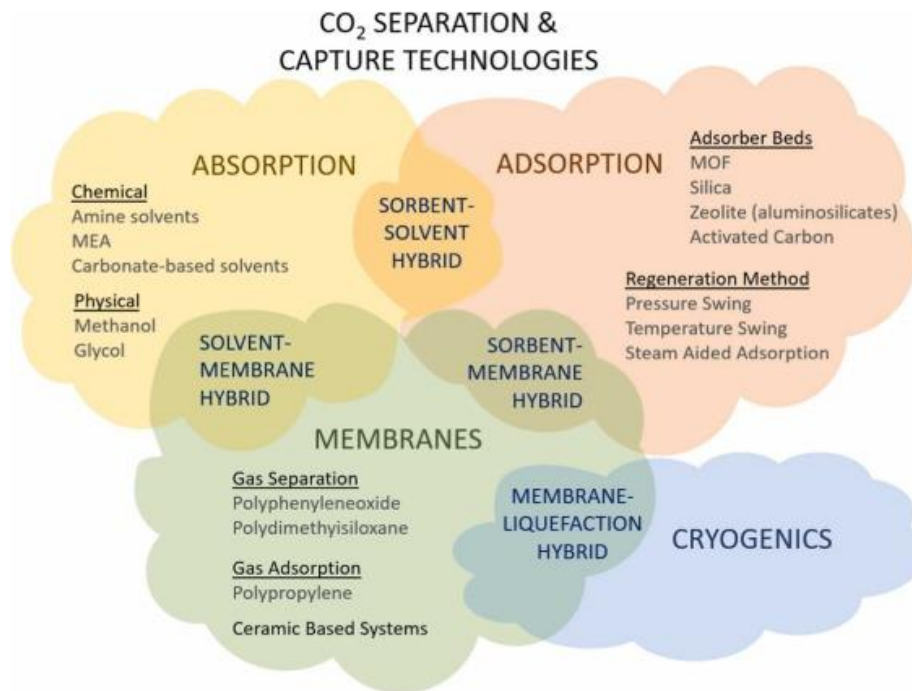 CO₂ SEPARATION &
CAPTURE TECHNOLOGIES
ABSORPTION
Chemical
Amine solvents
MEA
Carbonate-based solvents
Physical
Methanol
Glycol
SORBENT-
SOLVENT
HYBRID
ADSORPTION
Adsorber Beds
MOF
Silica
Zeolite (aluminosilicates)
Activated Carbon
Regeneration Method
Pressure Swing
Temperature Swing
Steam Aided Adsorption
SOLVENT-
MEMBRANE
HYBRID
SORBENT-
MEMBRANE
HYBRID
MEMBRANES
Gas Separation
Polyphenyleneoxide
Polydimethyisiloxane
Gas Adsorption
Polypropylene
Ceramic Based Systems
MEMBRANE-
LIQUEFACTION
HYBRID
CRYOGENICS